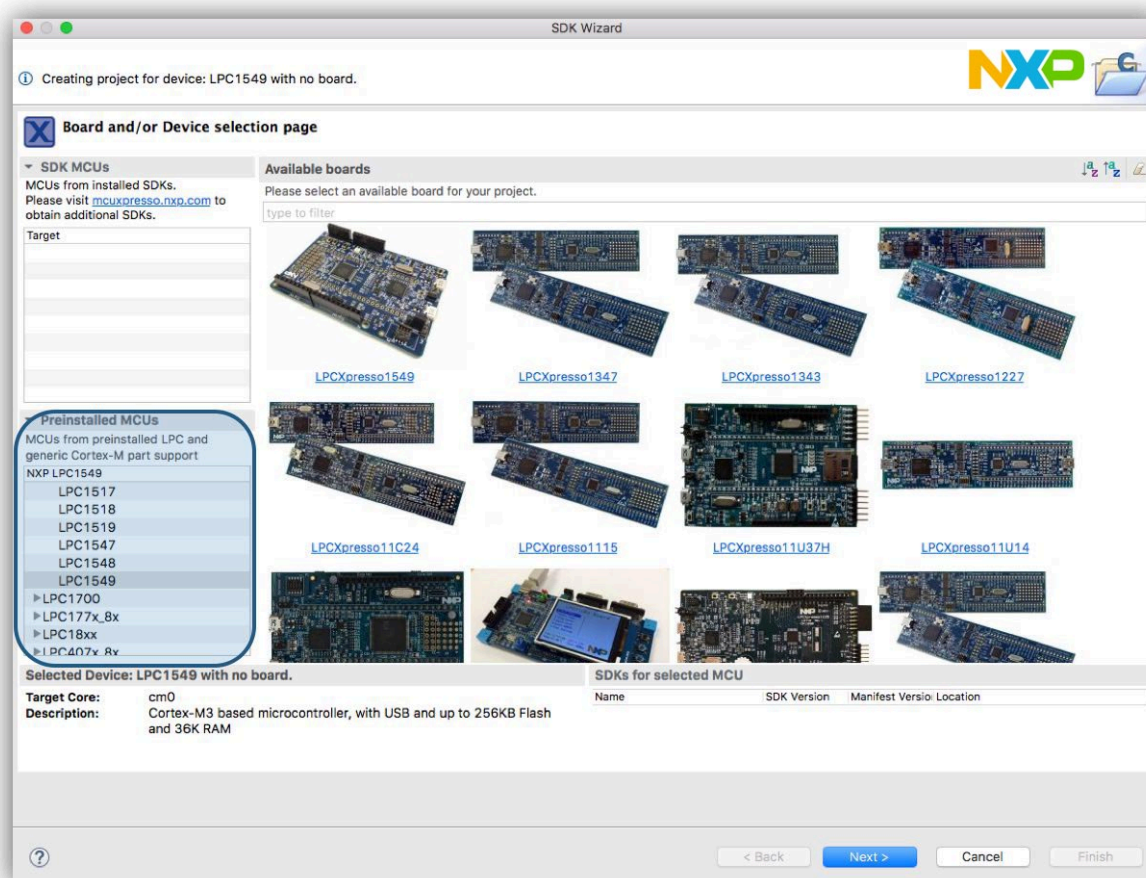 SDK Wizard
Creating project for device: LPC1549 with no board.
NXP
C
X
Board and/or Device selection page
SDK MCUs
MCUs from installed SDKs.
Please visit mcuxpresso.nxp.com to
obtain additional SDKs.
Target
Available boards
Please select an available board for your project.
type to filter
LPCXpresso1549
LPCXpresso1347
LPCXpresso1343
LPCXpresso1227
LPCXpresso11C24
LPCXpresso1115
LPCXpresso11U37H
LPCXpresso11U14
Preinstalled MCUs
MCUs from preinstalled LPC and
generic Cortex-M part support
NXP LPC1549
LPC1517
LPC1518
LPC1519
LPC1547
LPC1548
LPC1549
LPC1700
LPC177x_8x
LPC18xx
LPC407x_8x
Selected Device: LPC1549 with no board.
Target Core: cm0
Description: Cortex-M3 based microcontroller, with USB and up to 256KB Flash
and 36K RAM
SDKs for selected MCU
Name SDK Version Manifest Versio Location
?
< Back Next > Cancel Finish